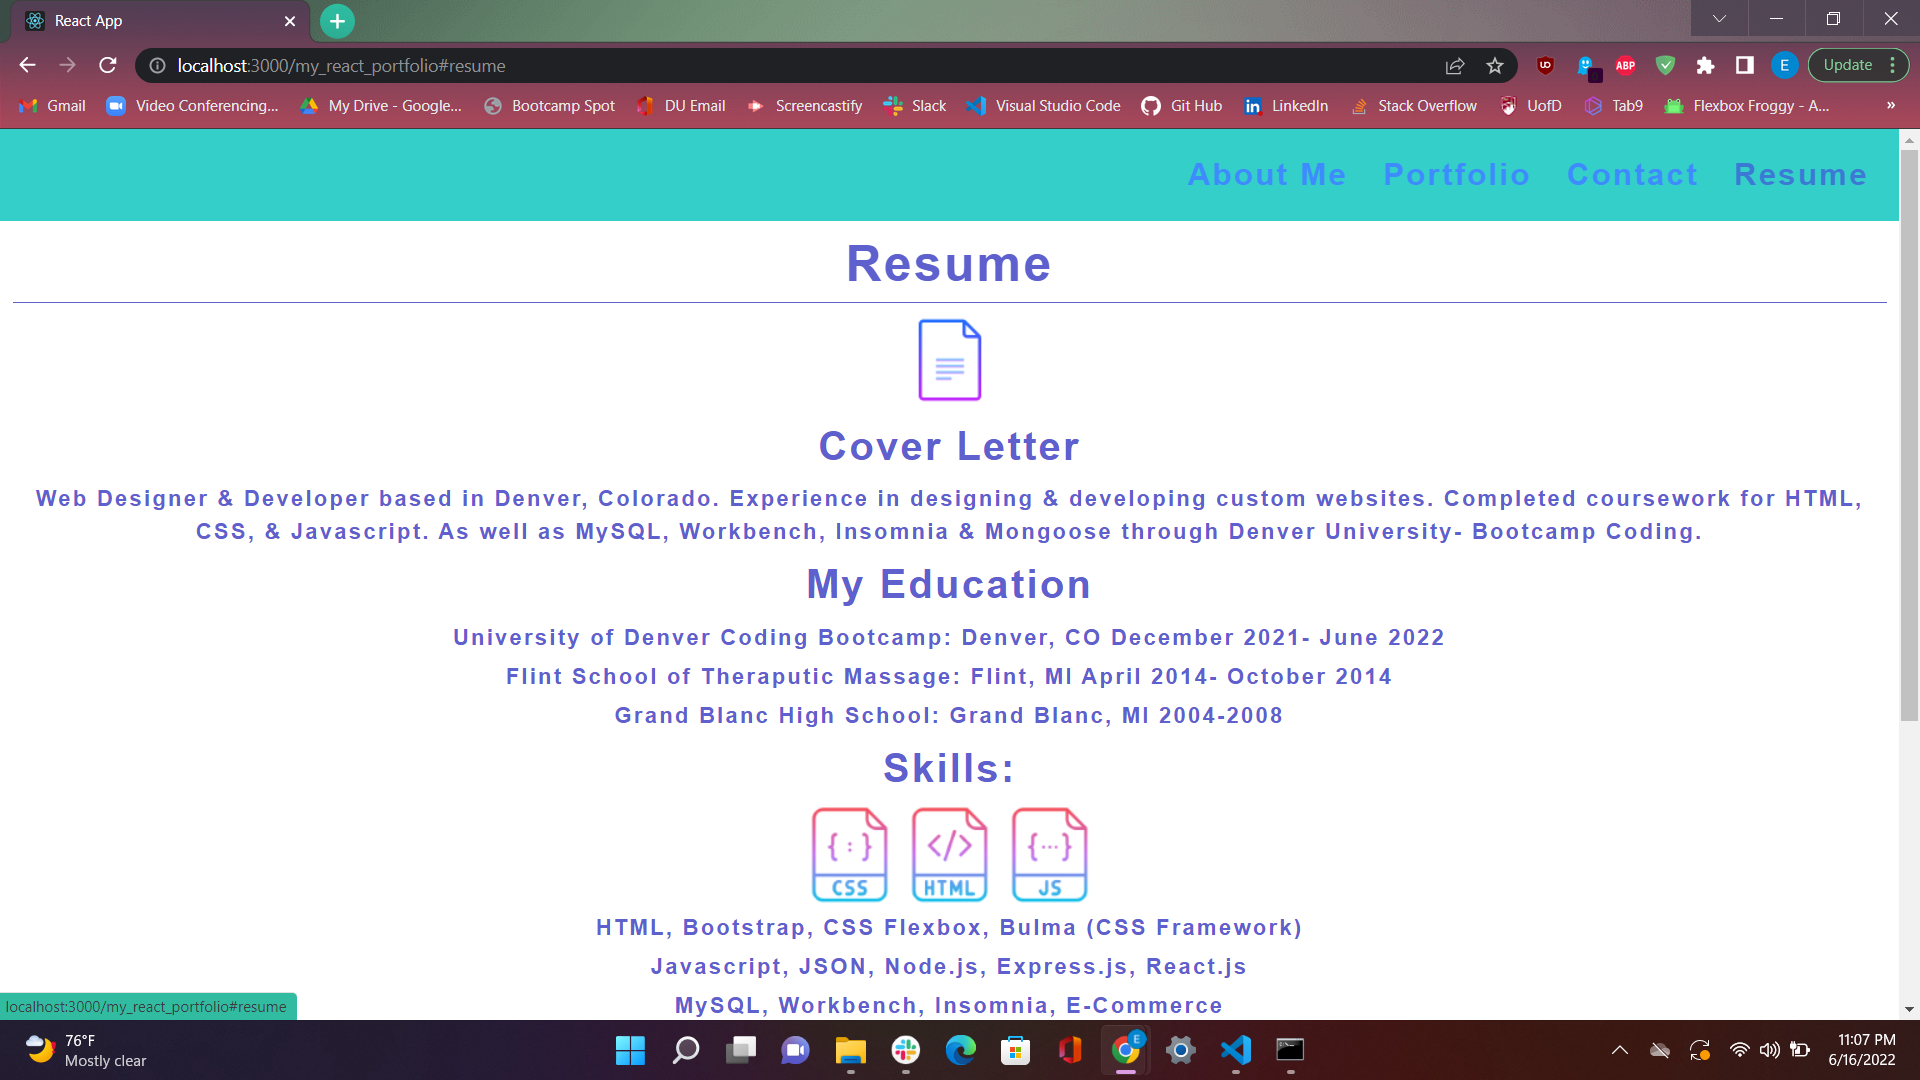 React App
localhost:3000/my_react_portfolio#resume
UD
ABP
E
Update
Gmail
Video Conferencing...
My Drive - Google...
Bootcamp Spot
DU Email
Screencastify
Slack
Visual Studio Code
Git Hub
LinkedIn
Stack Overflow
UofD
Tab9
Flexbox Froggy - A...
»
About Me Portfolio Contact Resume
Resume
Cover Letter
Web Designer & Developer based in Denver, Colorado. Experience in designing & developing custom websites. Completed coursework for HTML,
CSS, & Javascript. As well as MySQL, Workbench, Insomnia & Mongoose through Denver University- Bootcamp Coding.
My Education
University of Denver Coding Bootcamp: Denver, CO December 2021- June 2022
Flint School of Theraputic Massage: Flint, MI April 2014- October 2014
Grand Blanc High School: Grand Blanc, MI 2004-2008
Skills:
{ : } </> {...}
CSS HTML JS
HTML, Bootstrap, CSS Flexbox, Bulma (CSS Framework)
Javascript, JSON, Node.js, Express.js, React.js
MySQL, Workbench, Insomnia, E-Commerce
localhost:3000/my_react_portfolio#resume
76°F
Mostly clear
E
11:07 PM
6/16/2022